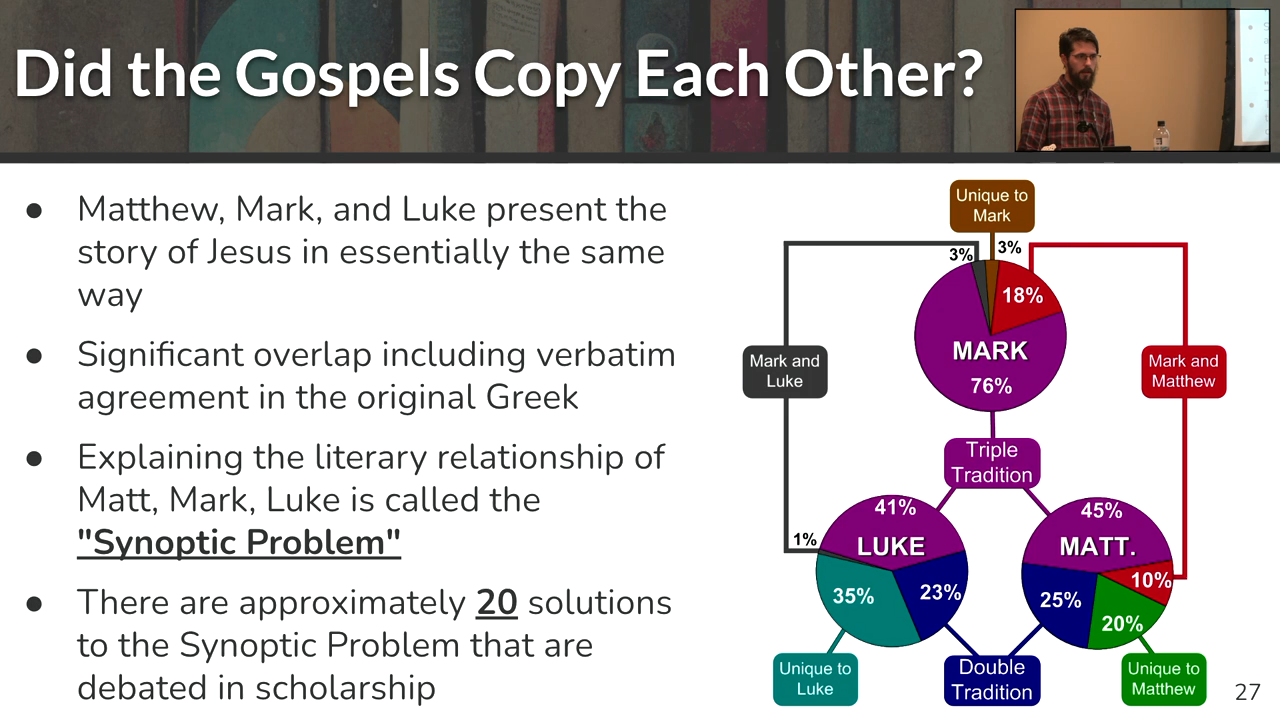 Did the Gospels Copy Each Other?
● Matthew, Mark, and Luke present the
story of Jesus in essentially the same
way
● Significant overlap including verbatim
agreement in the original Greek
● Explaining the literary relationship of
Matt, Mark, Luke is called the
"Synoptic Problem"
● There are approximately 20 solutions
to the Synoptic Problem that are
debated in scholarship
Unique to
Mark
3%
3%
18%
MARK
76%
Mark and
Luke
Mark and
Matthew
Triple
Tradition
41%
LUKE
1%
35%
23%
45%
MATT.
10%
25%
20%
Unique to
Luke
Double
Tradition
Unique to
Matthew
27